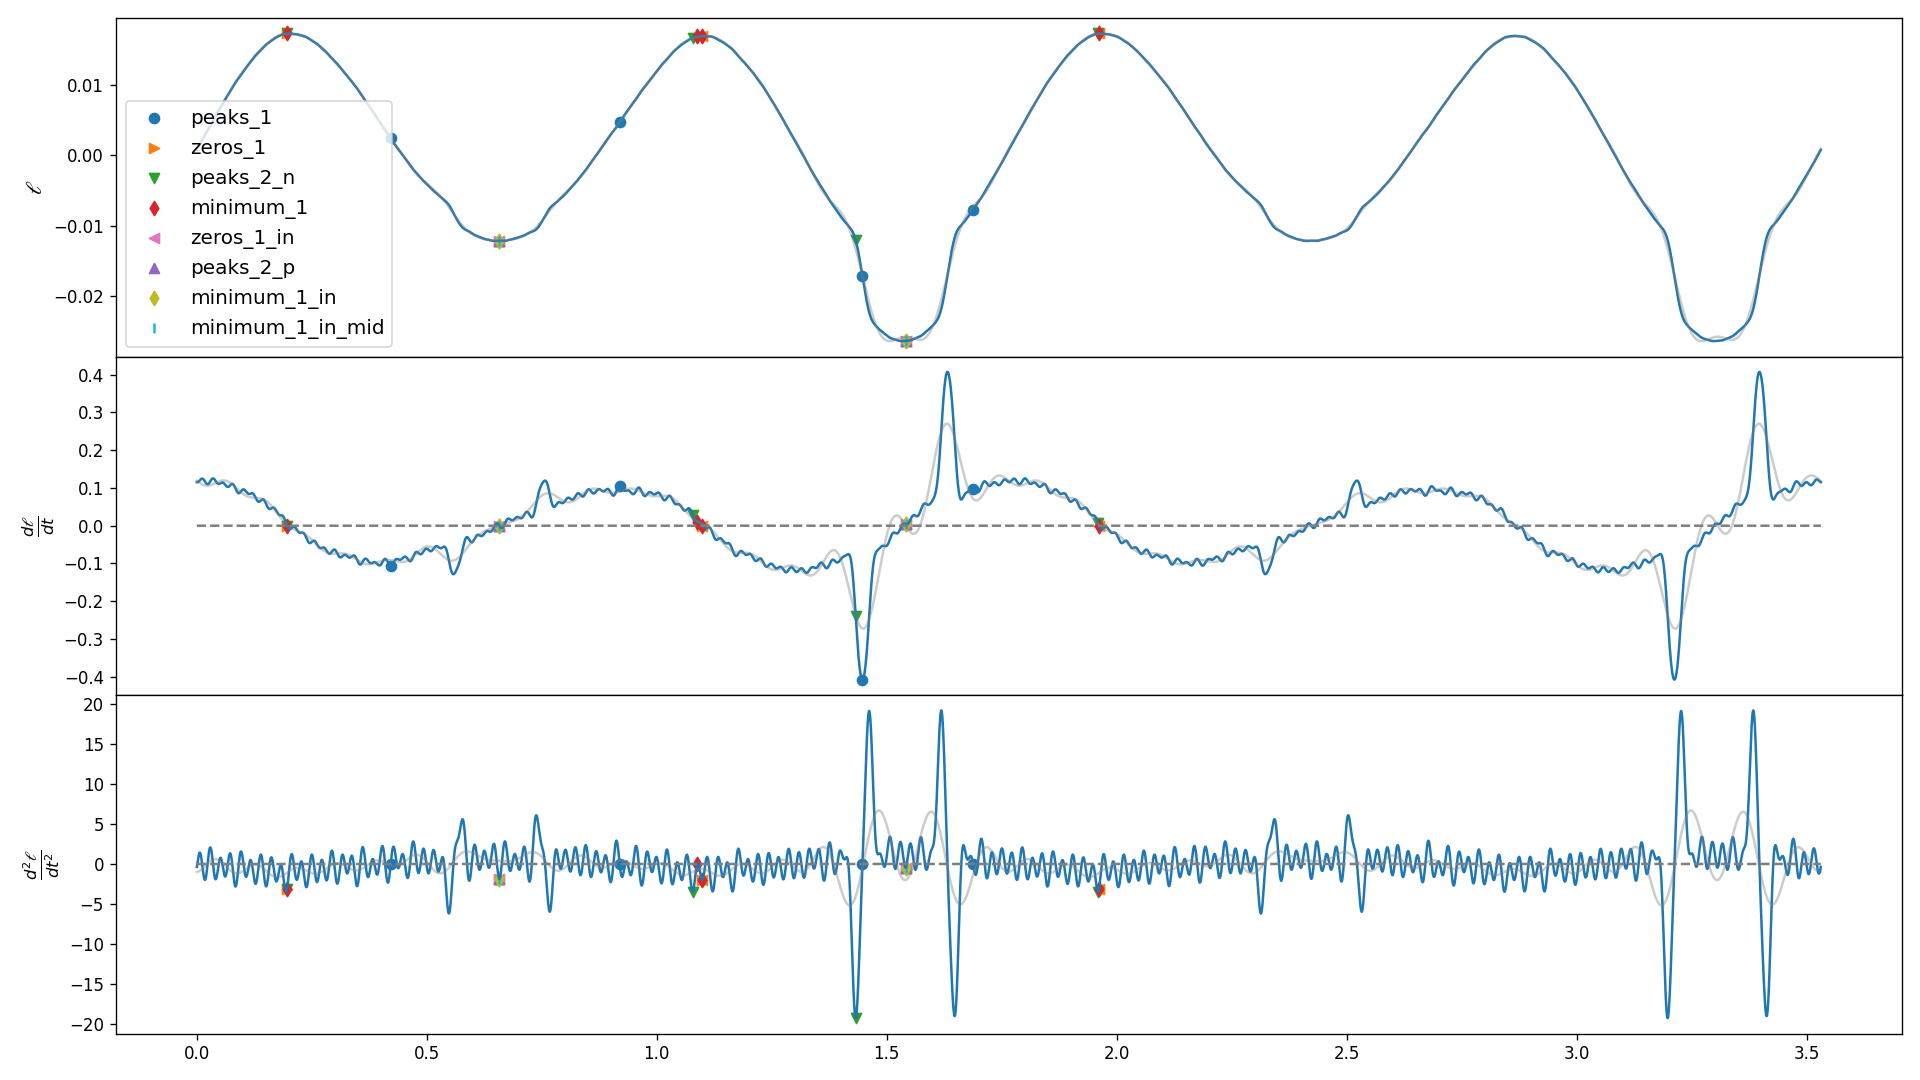 0.01
0.00
−0.01
−0.02
ℓ
peaks_1
zeros_1
peaks_2_n
minimum_1
zeros_1_in
peaks_2_p
minimum_1_in
minimum_1_in_mid
0.4
0.3
0.2
0.1
0.0
−0.1
−0.2
−0.3
−0.4
dℓ
dt
20
15
10
5
0
−5
−10
−15
−20
d²ℓ
dt²
0.0 0.5 1.0 1.5 2.0 2.5 3.0 3.5